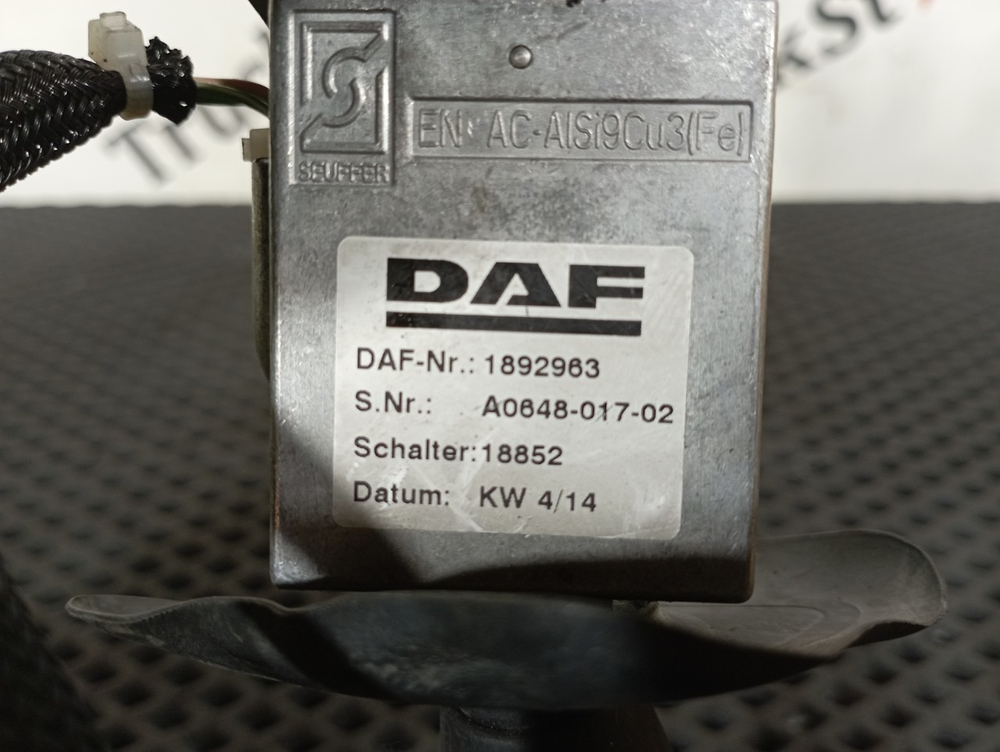 SEUFFER
EN AC-AlSi9Cu3(Fe)
DAF
DAF-Nr.: 1892963
S.Nr.: A0648-017-02
Schalter: 18852
Datum: KW 4/14